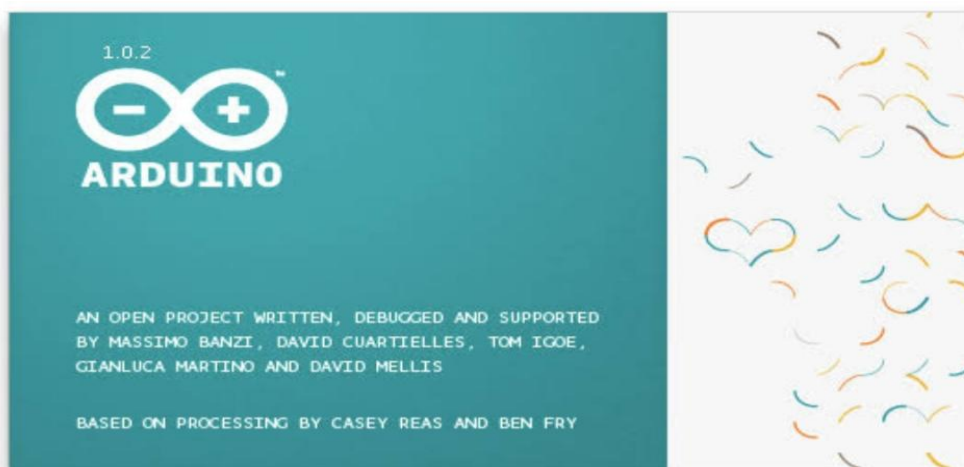 1.0.2
ARDUINO
AN OPEN PROJECT WRITTEN, DEBUGGED AND SUPPORTED
BY MASSIMO BANZI, DAVID CUARTIELLES, TOM IGOE,
GIANLUCA MARTINO AND DAVID MELLIS
BASED ON PROCESSING BY CASEY REAS AND BEN FRY